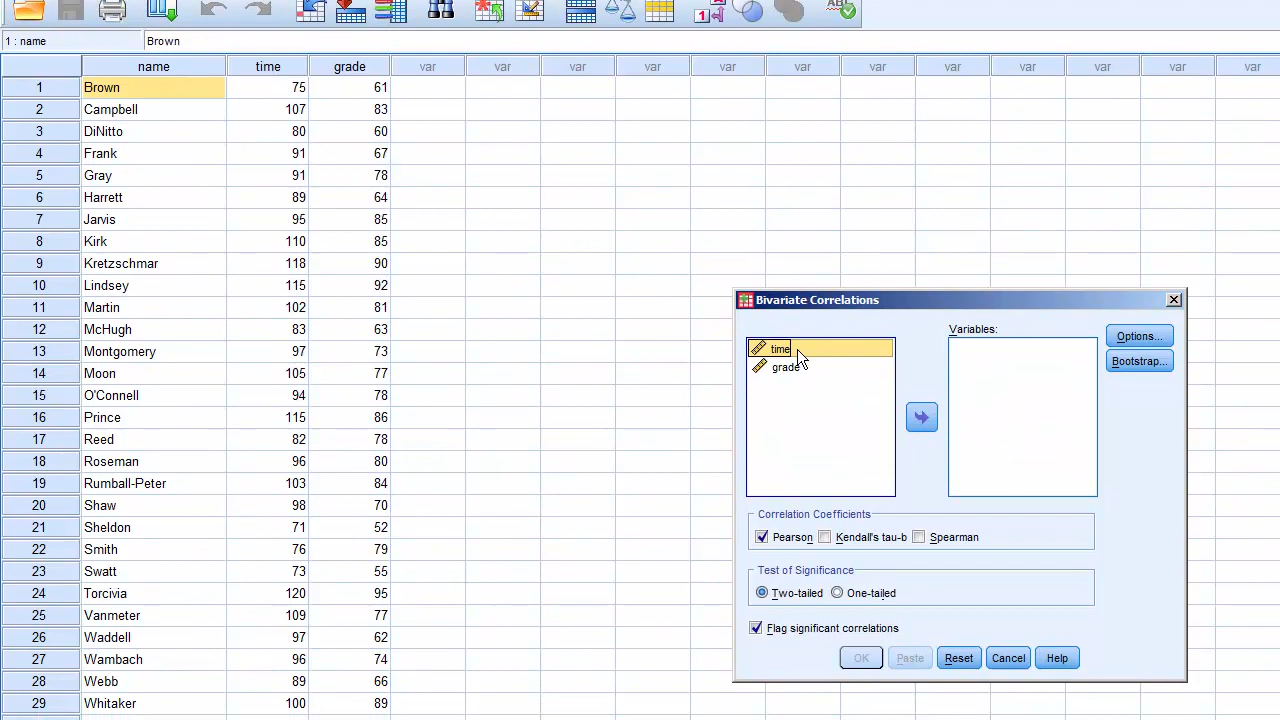 1 : name Brown
name time grade var var var var var var var var var var var var
1 Brown 75 61
2 Campbell 107 83
3 DiNitto 80 60
4 Frank 91 67
5 Gray 91 78
6 Harrett 89 64
7 Jarvis 95 85
8 Kirk 110 85
9 Kretzschmar 118 90
10 Lindsey 115 92
11 Martin 102 81
12 McHugh 83 63
13 Montgomery 97 73
14 Moon 105 77
15 O'Connell 94 78
16 Prince 115 86
17 Reed 82 78
18 Roseman 96 80
19 Rumball-Peter 103 84
20 Shaw 98 70
21 Sheldon 71 52
22 Smith 76 79
23 Swatt 73 55
24 Torcivia 120 95
25 Vanmeter 109 77
26 Waddell 97 62
27 Wambach 96 74
28 Webb 89 66
29 Whitaker 100 89
Bivariate Correlations
Variables:
time
grade
Options...
Bootstrap...
Correlation Coefficients
Pearson Kendall's tau-b Spearman
Test of Significance
Two-tailed One-tailed
Flag significant correlations
OK Paste Reset Cancel Help